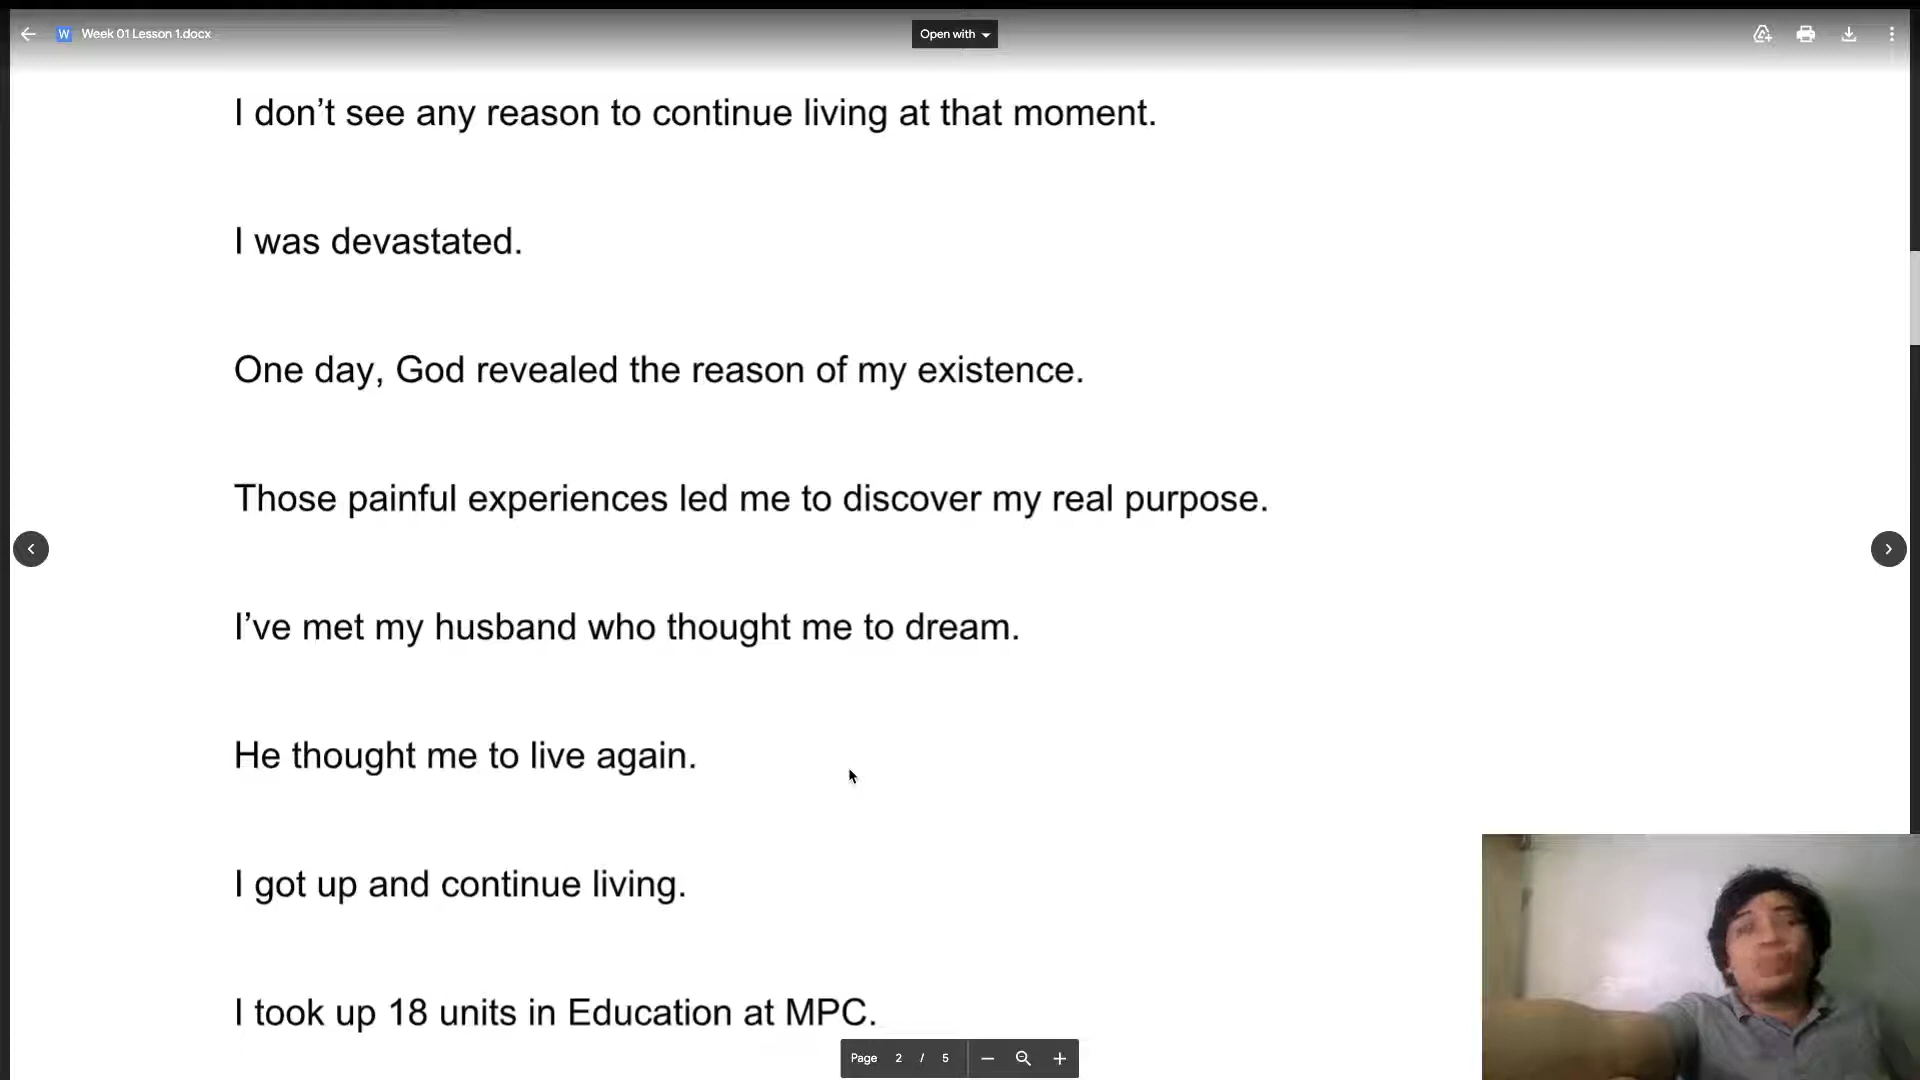 Week 01 Lesson 1.docx
Open with
I don’t see any reason to continue living at that moment.
I was devastated.
One day, God revealed the reason of my existence.
Those painful experiences led me to discover my real purpose.
I’ve met my husband who thought me to dream.
He thought me to live again.
I got up and continue living.
I took up 18 units in Education at MPC.
Page 2 / 5